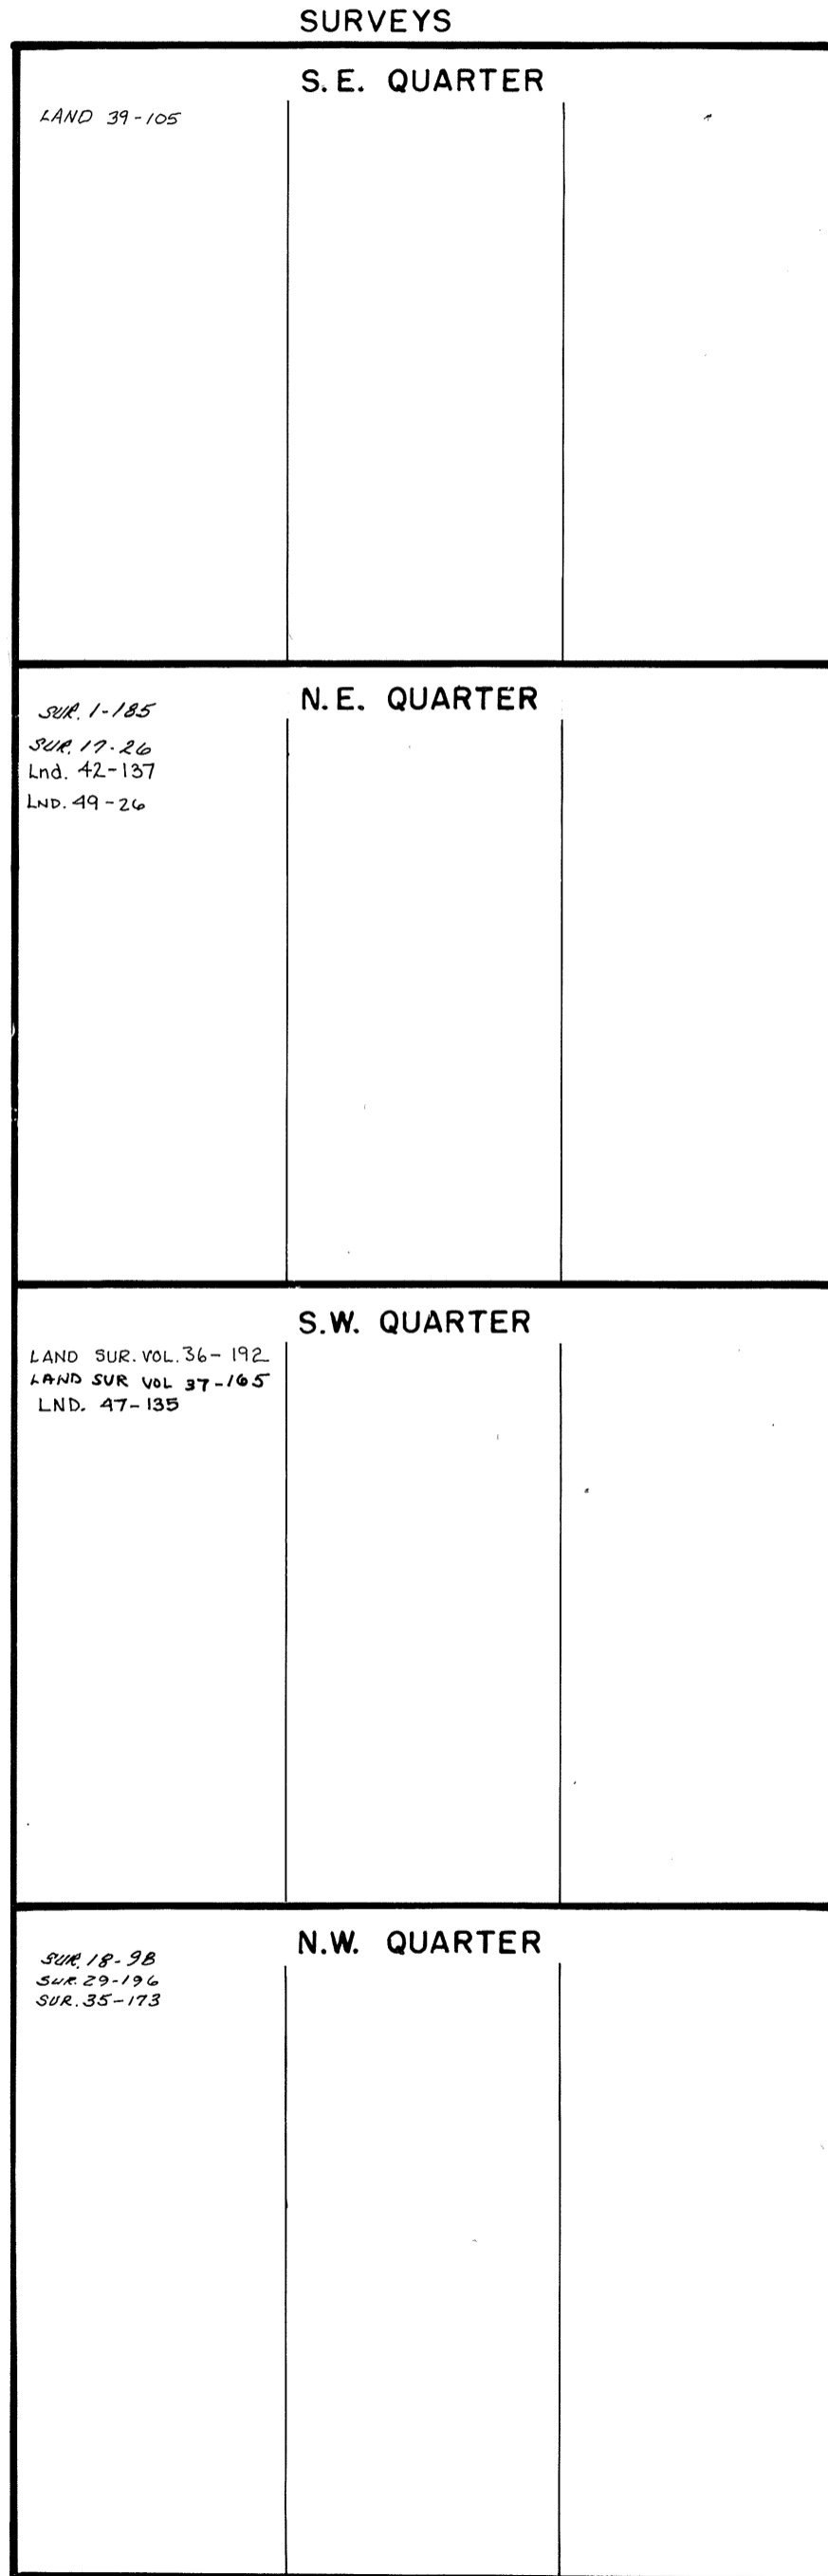 SURVEYS
S.E. QUARTER
LAND 39-105
N.E. QUARTER
SUR. 1-185
SUR. 17-26
Lnd. 42-137
LND. 49-26
S.W. QUARTER
LAND SUR. VOL. 36-192
LAND SUR VOL 37-165
LND. 47-135
N.W. QUARTER
SUR. 18-98
SUR. 29-196
SUR. 35-173